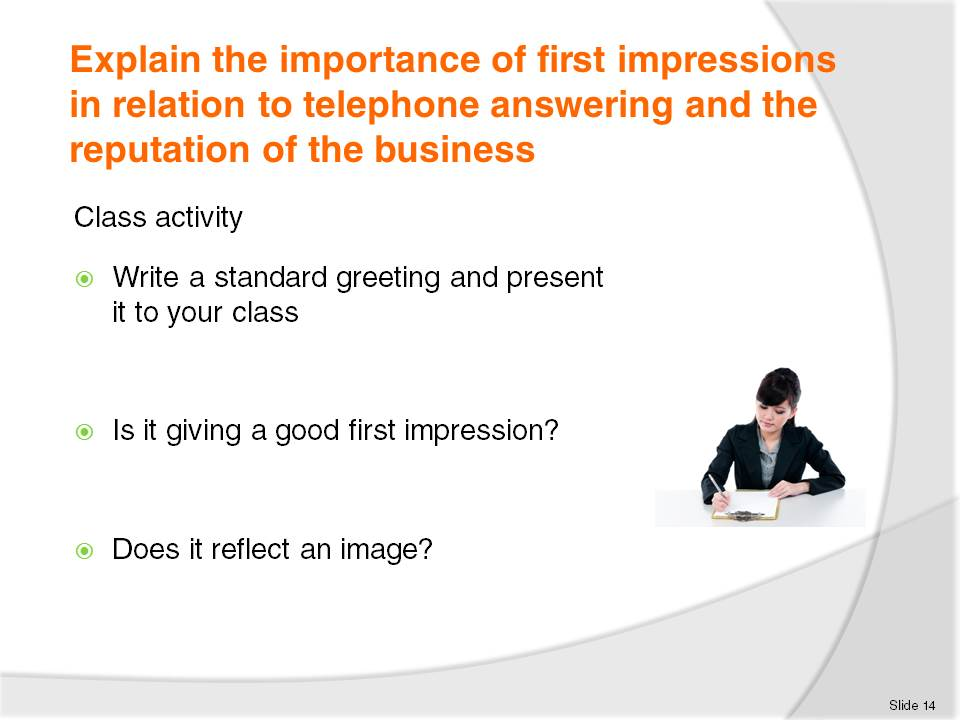 Explain the importance of first impressions
in relation to telephone answering and the
reputation of the business
Class activity
Write a standard greeting and present
it to your class
Is it giving a good first impression?
Does it reflect an image?
Slide 14